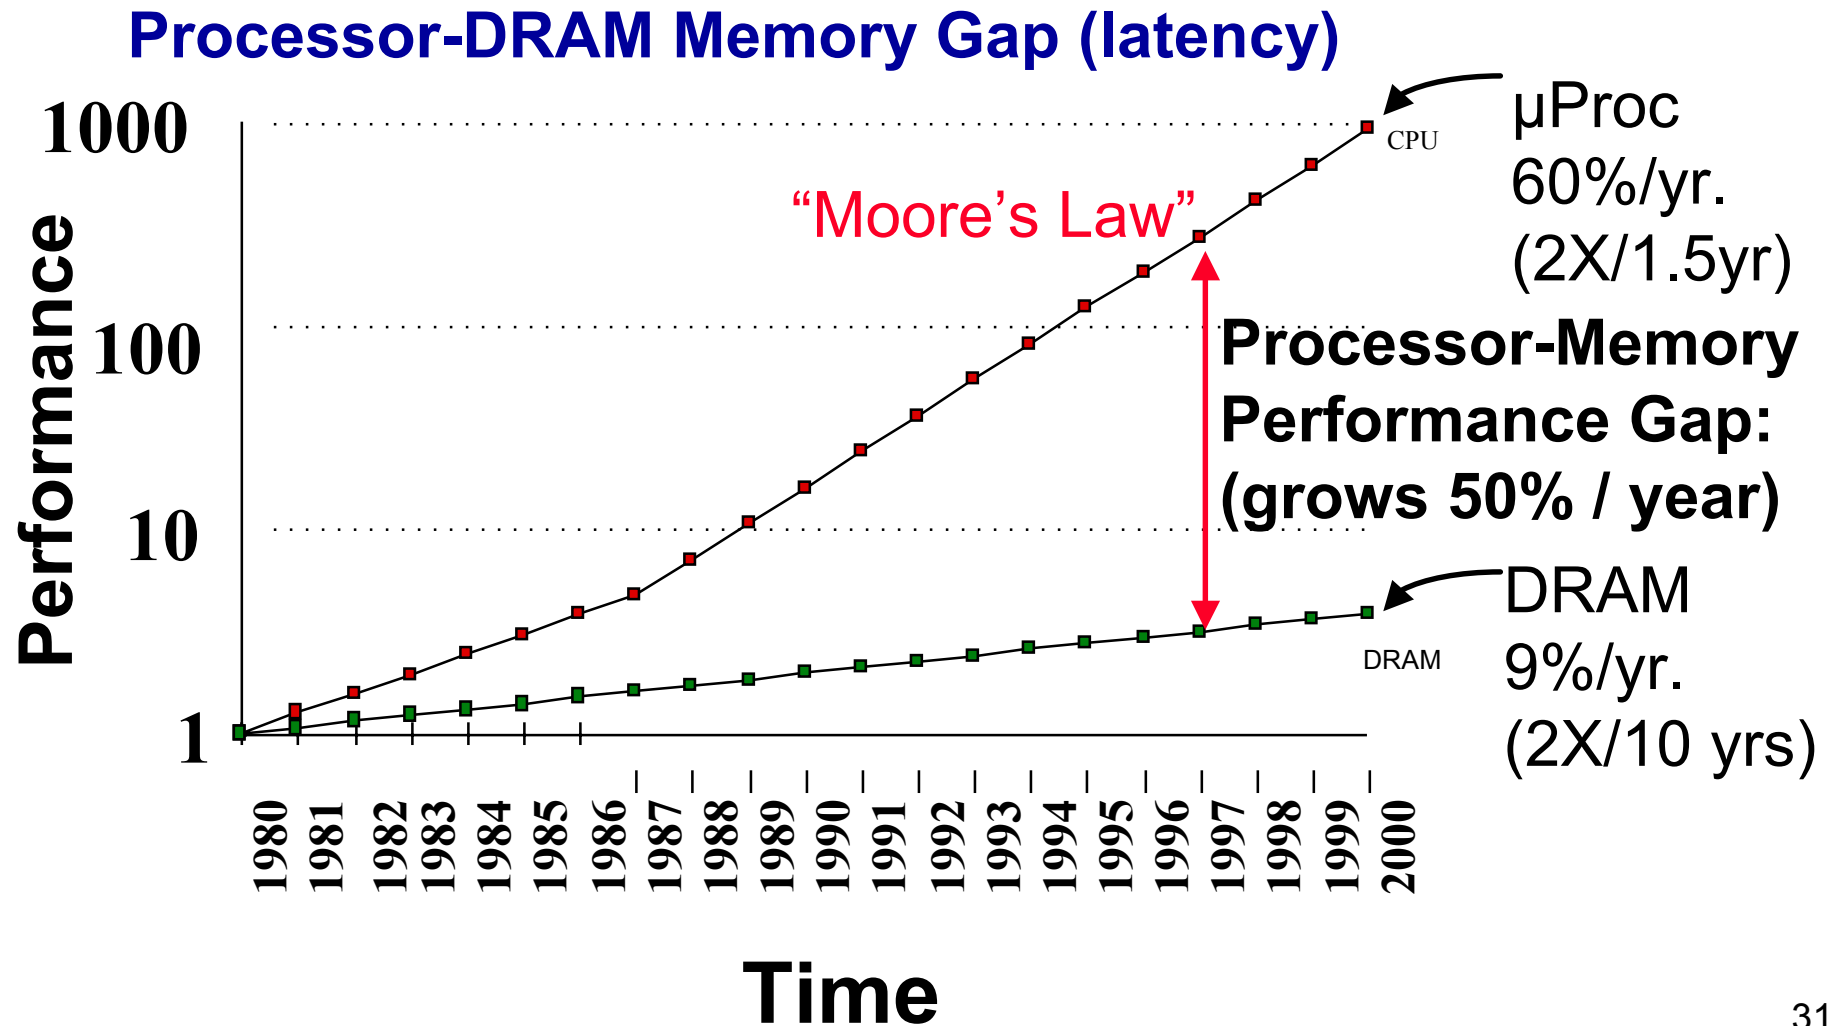 Processor-DRAM Memory Gap (latency)
1000
100
10
1
Performance
“Moore’s Law”
CPU
µProc
60%/yr.
(2X/1.5yr)
Processor-Memory
Performance Gap:
(grows 50% / year)
DRAM
DRAM
9%/yr.
(2X/10 yrs)
1980
1981
1982
1983
1984
1985
1986
1987
1988
1989
1990
1991
1992
1993
1994
1995
1996
1997
1998
1999
2000
Time
31